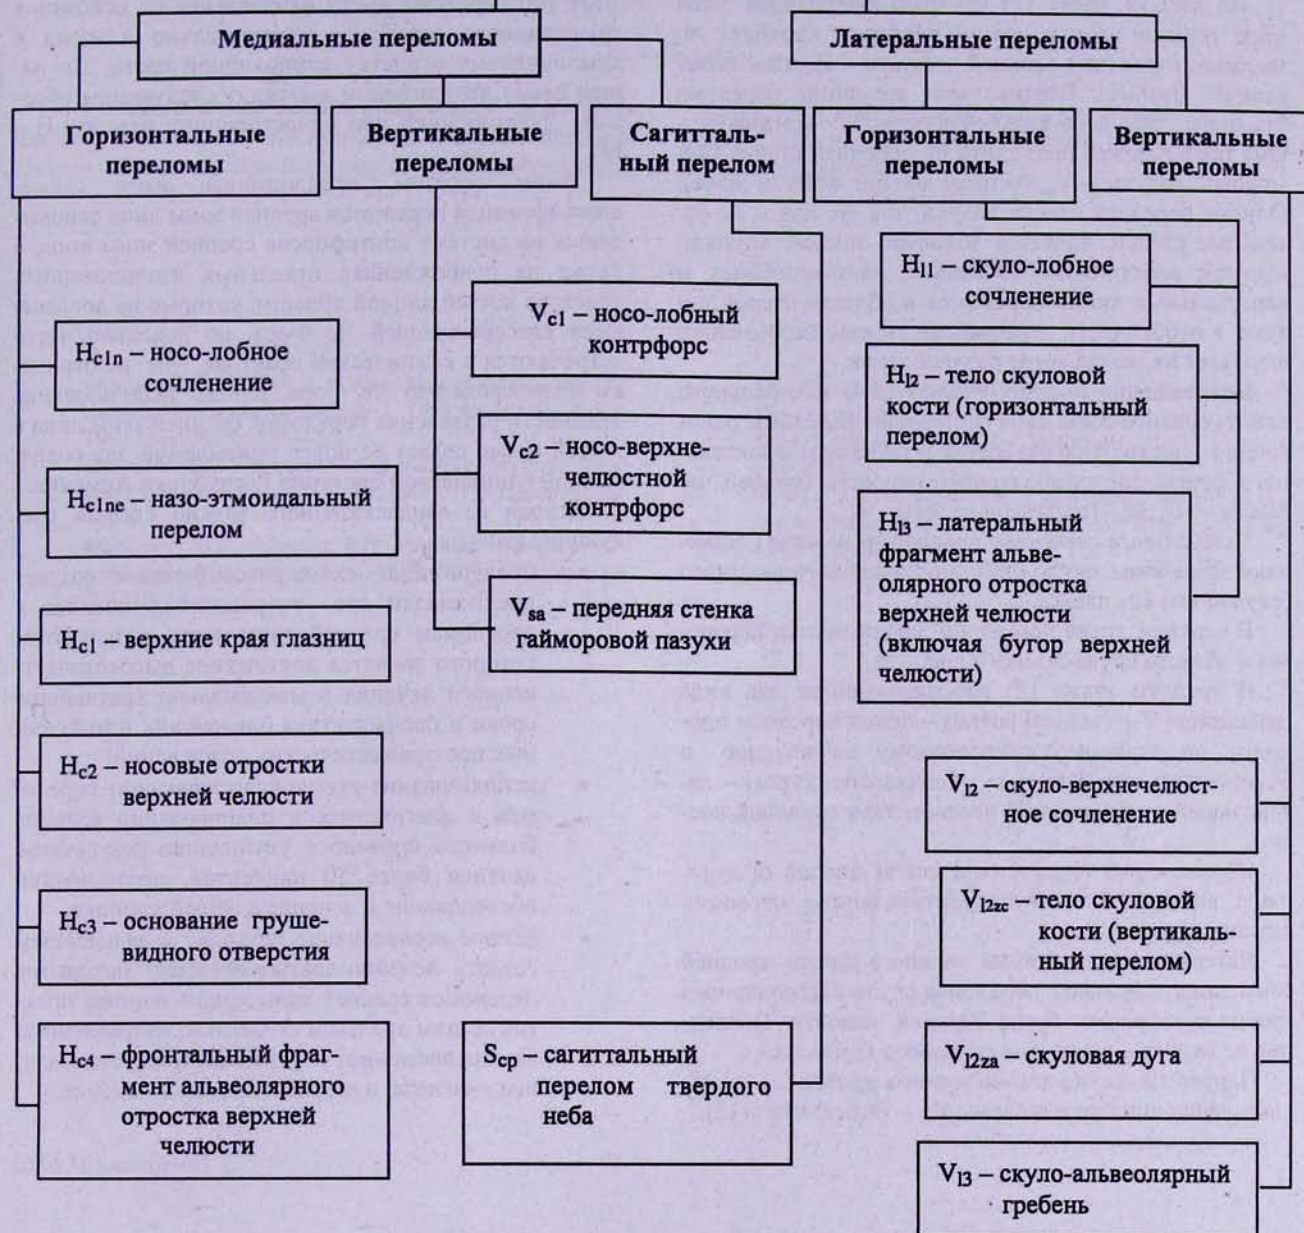 Медиальные переломы
Латеральные переломы
Горизонтальные
переломы
Вертикальные
переломы
Сагитталь-
ный перелом
Горизонтальные
переломы
Вертикальные
переломы
Hc1n – носо-лобное
сочленение
Hc1ne – назо-этмоидальный
перелом
Hc1 – верхние края глазниц
Hc2 – носовые отростки
верхней челюсти
Hc3 – основание груше-
видного отверстия
Hc4 – фронтальный фраг-
мент альвеолярного
отростка верхней
челюсти
Vc1 – носо-лобный
контрфорс
Vc2 – носо-верхне-
челюстной
контрфорс
Vsa – передняя стенка
гайморовой пазухи
Scp – сагиттальный
перелом твердого
неба
Hl1 – скуло-лобное
сочленение
Hl2 – тело скуловой
кости (горизонтальный
перелом)
Hl3 – латеральный
фрагмент альве-
олярного отростка
верхней челюсти
(включая бугор верхней
челюсти)
Vl2 – скуло-верхнечелюст-
ное сочленение
Vl2zc – тело скуловой
кости (вертикаль-
ный перелом)
Vl2za – скуловая дуга
Vl3 – скуло-альвеолярный
гребень